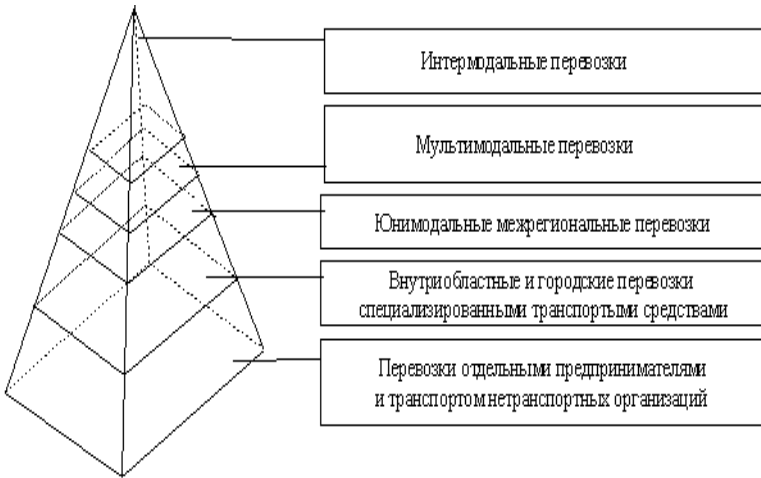 Интермодальные перевозки
Мультимодальные перевозки
Юнимодальные межрегиональные перевозки
Внутриобластные и городские перевозки
специализированными транспортыми средствами
Перевозки отдельными предпринимателями
и транспортом нетранспортных организаций